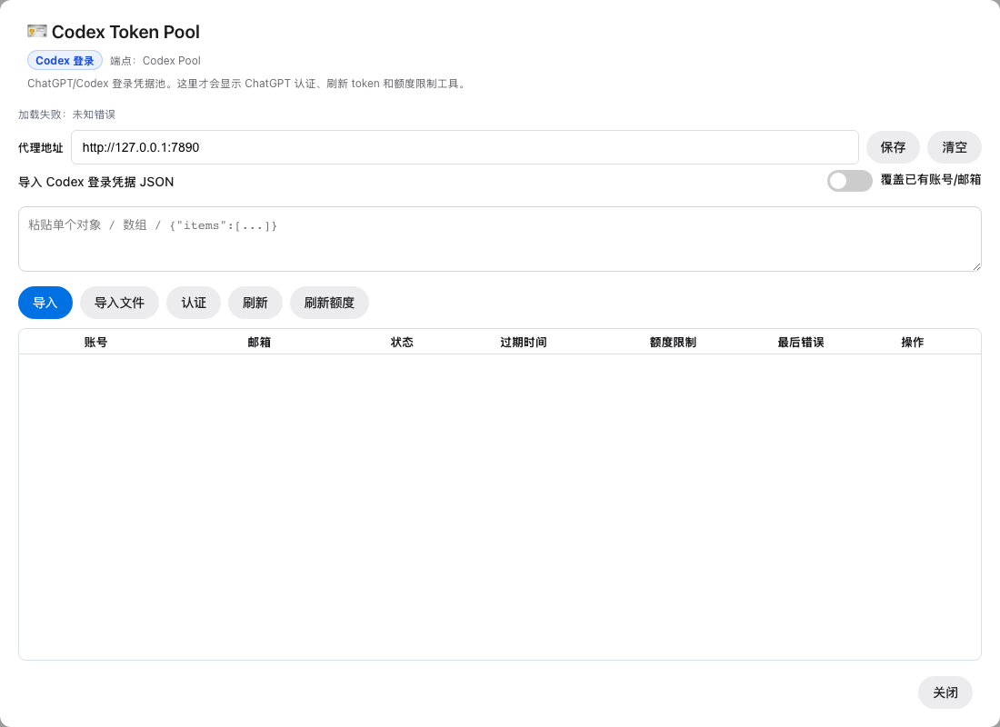 Codex Token Pool
Codex 登录 端点： Codex Pool
ChatGPT/Codex 登录凭据池。这里才会显示 ChatGPT 认证、刷新 token 和额度限制工具。
加载失败：未知错误
代理地址 http://127.0.0.1:7890 保存 清空
导入 Codex 登录凭据 JSON 覆盖已有账号/邮箱
粘贴单个对象 / 数组 / {"items":[...]}
导入 导入文件 认证 刷新 刷新额度
账号 邮箱 状态 过期时间 额度限制 最后错误 操作
关闭